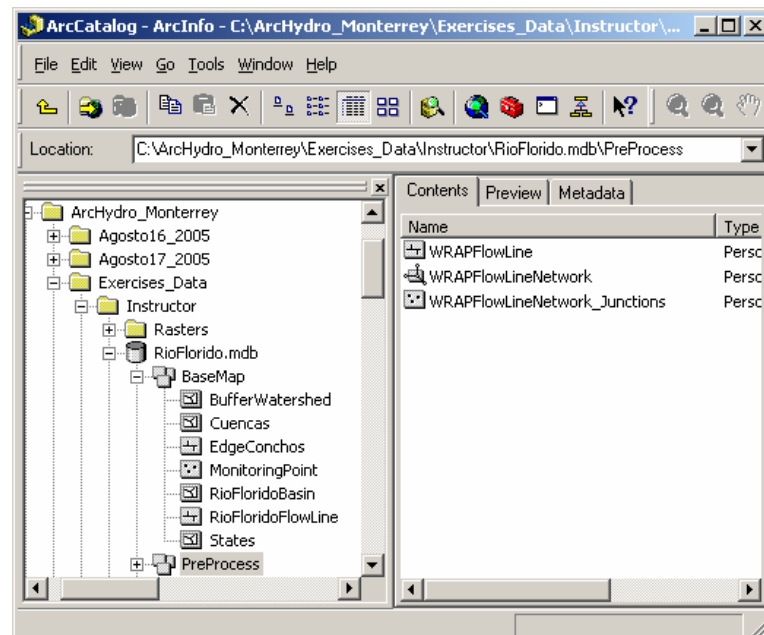 ArcCatalog - ArcInfo - C:\ArcHydro_Monterrey\Exercises_Data\Instructor\...
File Edit View Go Tools Window Help
Location: C:\ArcHydro_Monterrey\Exercises_Data\Instructor\RioFlorido.mdb\PreProcess
ArcHydro_Monterrey
Agosto16_2005
Agosto17_2005
Exercises_Data
Instructor
Rasters
RioFlorido.mdb
BaseMap
BufferWatershed
Cuencas
EdgeConchos
MonitoringPoint
RioFloridoBasin
RioFloridoFlowLine
States
PreProcess
Contents Preview Metadata
Name Type
WRAPFlowLine Persc
WRAPFlowLineNetwork Persc
WRAPFlowLineNetwork_Junctions Persc